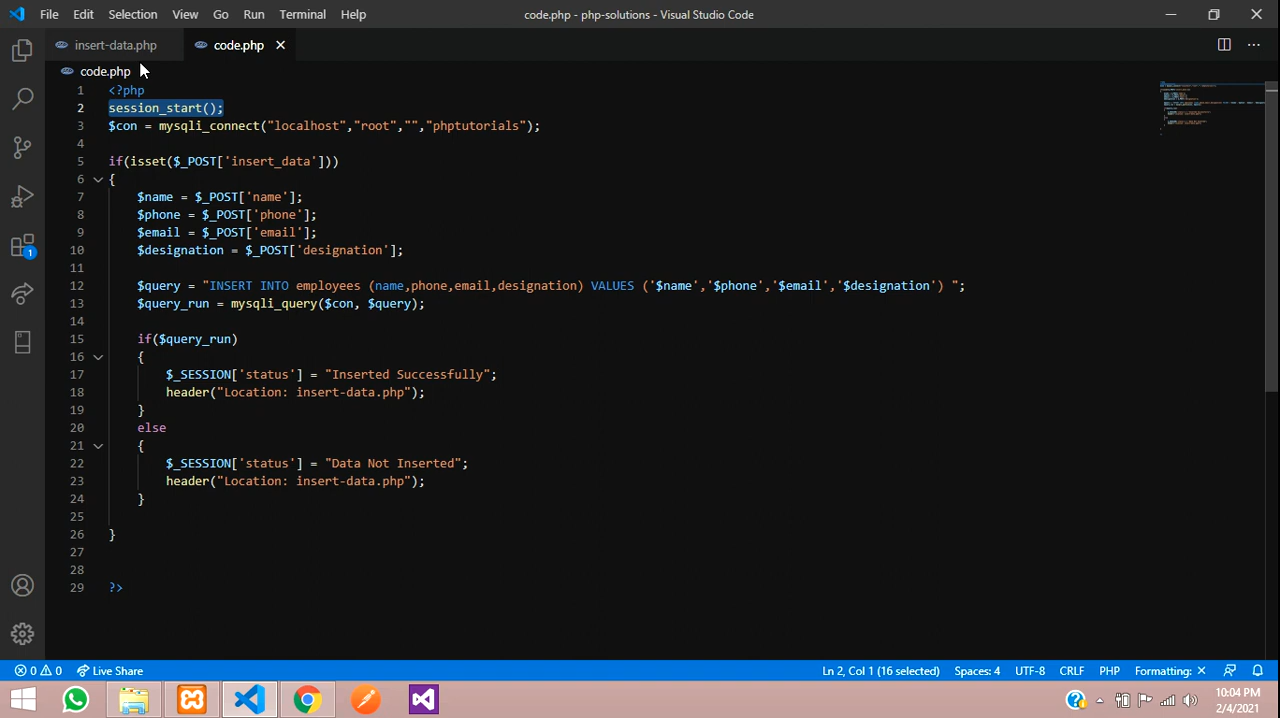 File Edit Selection View Go Run Terminal Help code.php - php-solutions - Visual Studio Code
insert-data.php code.php
code.php
1 <?php
2 session_start();
3 $con = mysqli_connect("localhost","root","","phptutorials");
4
5 if(isset($_POST['insert_data']))
6 {
7 $name = $_POST['name'];
8 $phone = $_POST['phone'];
9 $email = $_POST['email'];
10 $designation = $_POST['designation'];
11
12 $query = "INSERT INTO employees (name,phone,email,designation) VALUES ('$name','$phone','$email','$designation') ";
13 $query_run = mysqli_query($con, $query);
14
15 if($query_run)
16 {
17 $_SESSION['status'] = "Inserted Successfully";
18 header("Location: insert-data.php");
19 }
20 else
21 {
22 $_SESSION['status'] = "Data Not Inserted";
23 header("Location: insert-data.php");
24 }
25
26 }
27
28
29 ?>
1
0 0 Live Share Ln 2, Col 1 (16 selected) Spaces: 4 UTF-8 CRLF PHP Formatting: ×
10:04 PM
2/4/2021